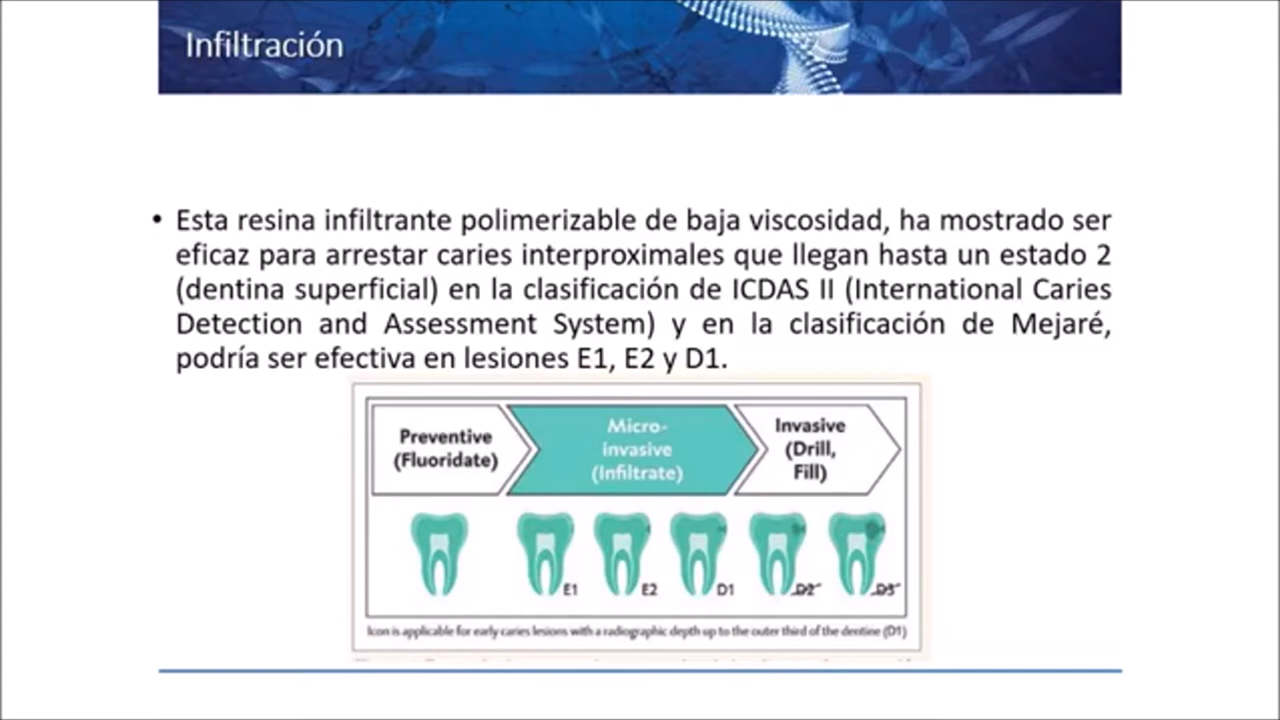 Infiltración
• Esta resina infiltrante polimerizable de baja viscosidad, ha mostrado ser
eficaz para arrestar caries interproximales que llegan hasta un estado 2
(dentina superficial) en la clasificación de ICDAS II (International Caries
Detection and Assessment System) y en la clasificación de Mejaré,
podría ser efectiva en lesiones E1, E2 y D1.
Preventive
(Fluoridate)
Micro-
invasive
(Infiltrate)
Invasive
(Drill,
Fill)
E1 E2 D1 D2 D3
Icon is applicable for early caries lesions with a radiographic depth up to the outer third of the dentine (D1)